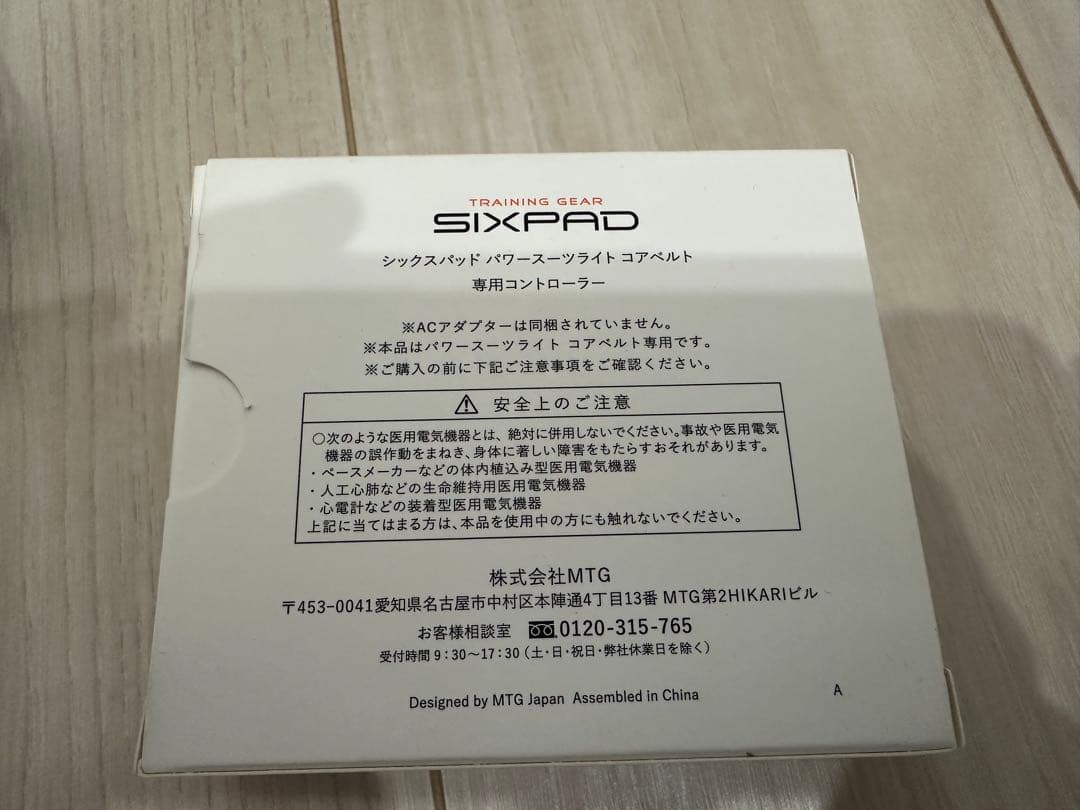 TRAINING GEAR
SIXPAD
シックスパッド パワースーツライト コアベルト
専用コントローラー
※ACアダプターは同梱されていません。
※本品はパワースーツライト コアベルト専用です。
※ご購入の前に下記ご注意事項をご確認ください。
安全上のご注意
○次のような医用電気機器とは、絶対に併用しないでください。事故や医用電気
機器の誤作動をまねき、身体に著しい障害をもたらすおそれがあります。
・ペースメーカーなどの体内植込み型医用電気機器
・人工心肺などの生命維持用医用電気機器
・心電計などの装着型医用電気機器
上記に当てはまる方は、本品を使用中の方にも触れないでください。
株式会社MTG
〒453-0041愛知県名古屋市中村区本陣通4丁目13番 MTG第2HIKARIビル
お客様相談室 0120-315-765
受付時間 9:30～17:30（土・日・祝日・弊社休業日を除く）
Designed by MTG Japan Assembled in China
A